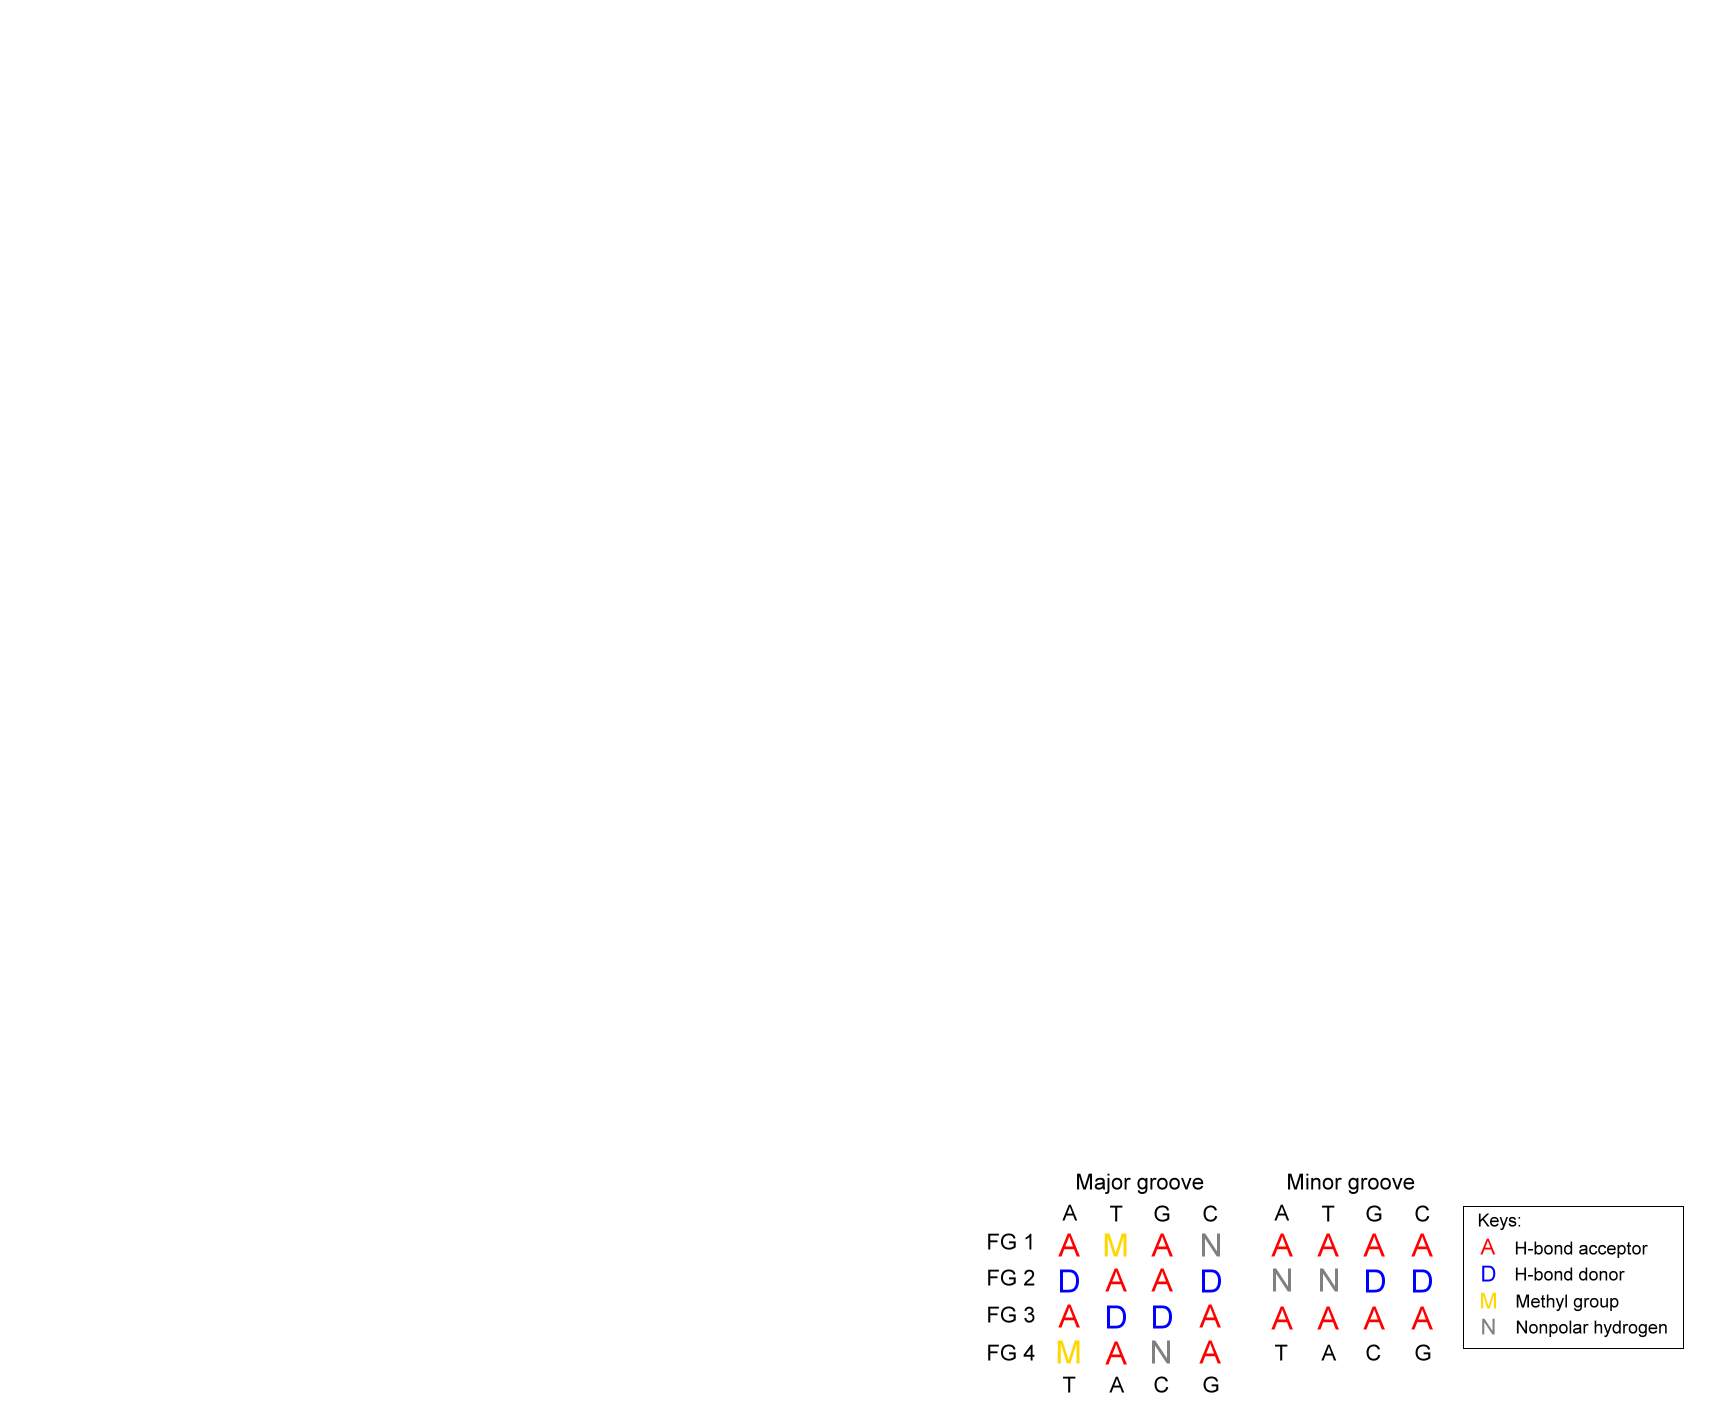 Major groove Minor groove
A T G C A T G C
FG 1 A M A N A A A A
FG 2 D A A D N N D D
FG 3 A D D A A A A A
FG 4 M A N A T A C G
T A C G
Keys:
A H-bond acceptor
D H-bond donor
M Methyl group
N Nonpolar hydrogen